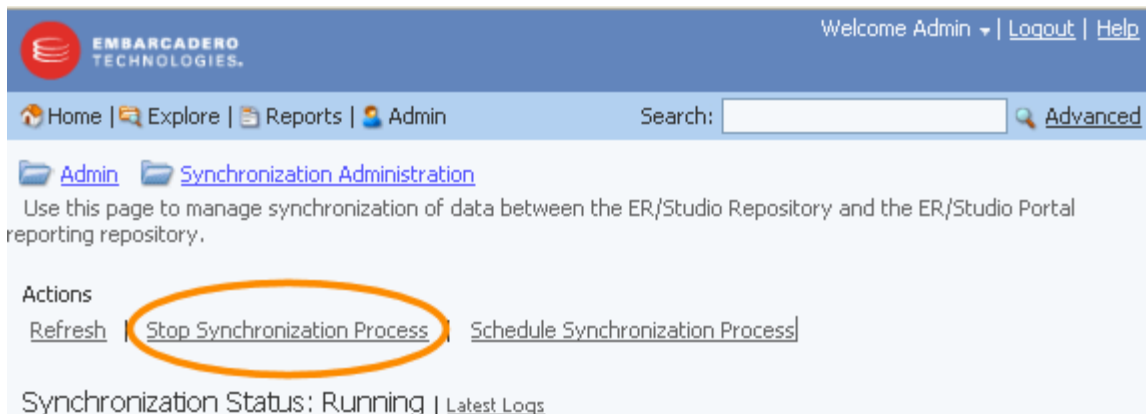 EMBARCADERO
TECHNOLOGIES.
Welcome Admin | Logout | Help
Home | Explore | Reports | Admin Search: Advanced
Admin Synchronization Administration
Use this page to manage synchronization of data between the ER/Studio Repository and the ER/Studio Portal
reporting repository.
Actions
Refresh | Stop Synchronization Process | Schedule Synchronization Process
Synchronization Status: Running | Latest Logs